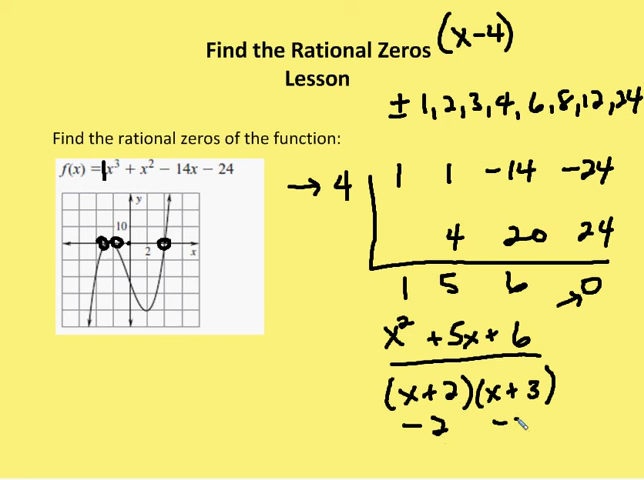 (x-4)
Find the Rational Zeros
Lesson
± 1, 2, 3, 4, 6, 8, 12, 24
Find the rational zeros of the function:
f(x) = 1x³ + x² − 14x − 24
→ 4 | 1 1 -14 -24
y
10
2
x
4 20 24
1 5 6 → 0
x² + 5x + 6
(x+2)(x+3)
-2 -